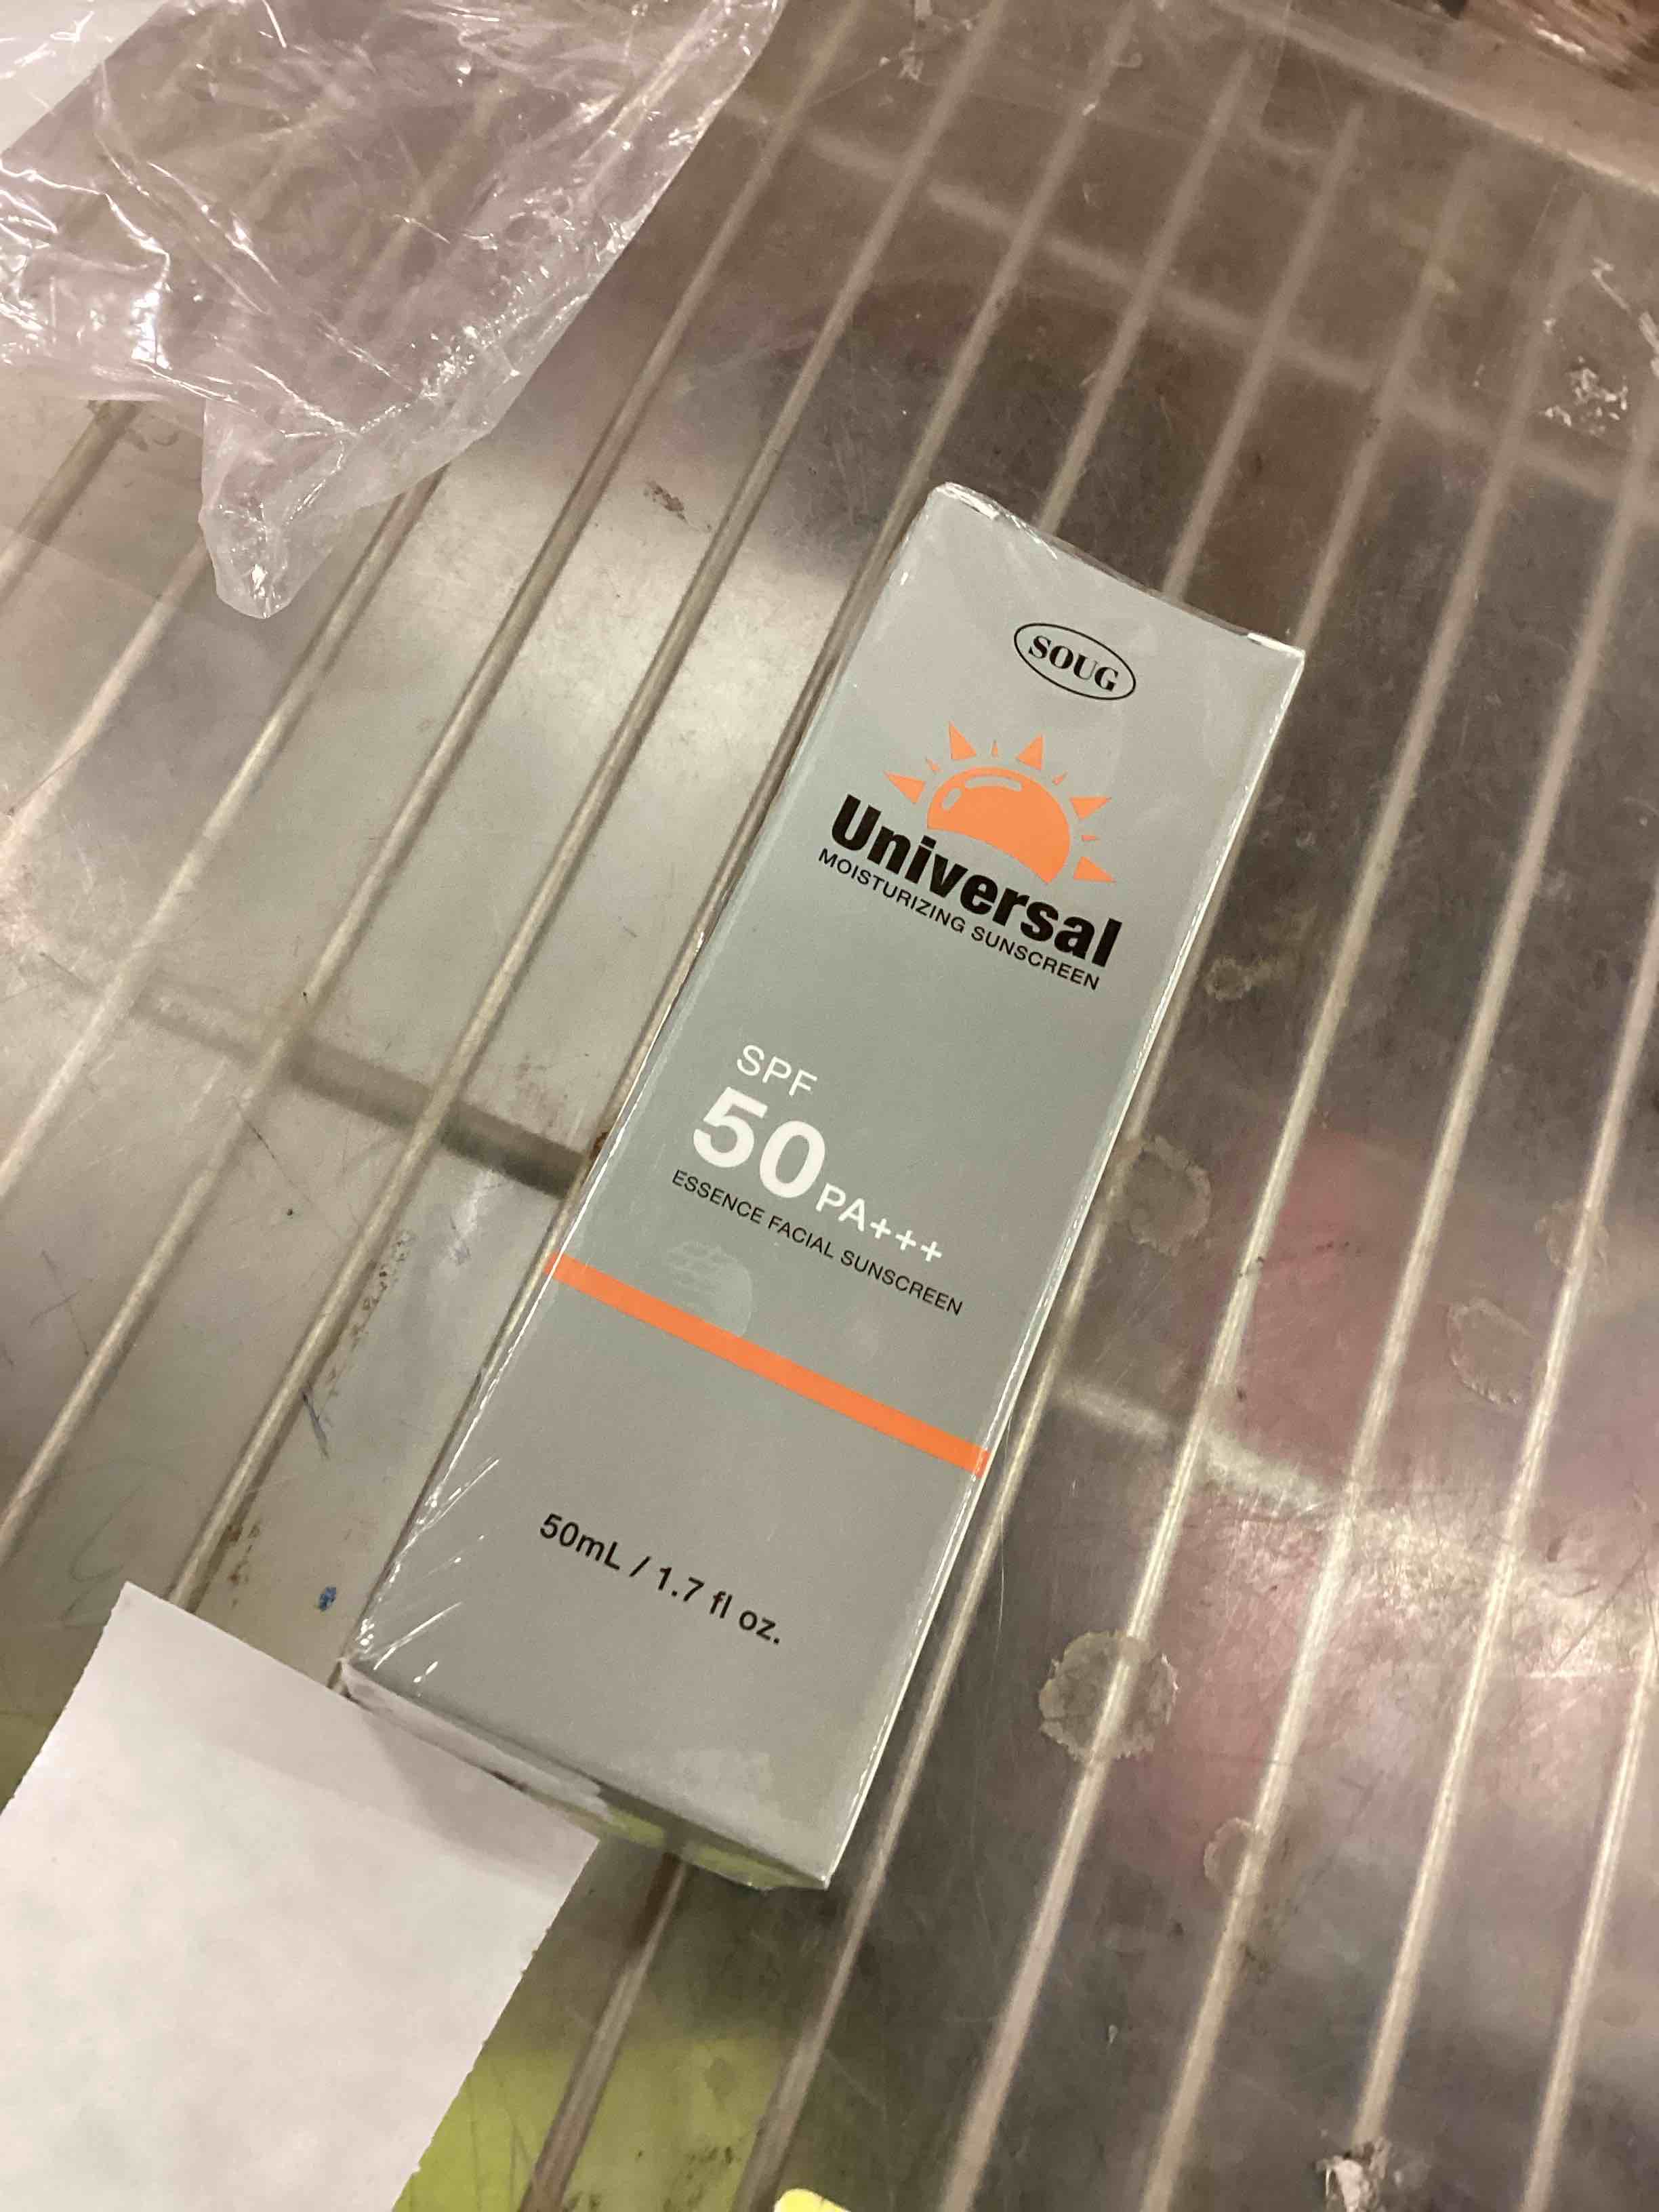 SOUG
Universal
MOISTURIZING SUNSCREEN
SPF
50 PA+++
ESSENCE FACIAL SUNSCREEN
50mL / 1.7 fl oz.